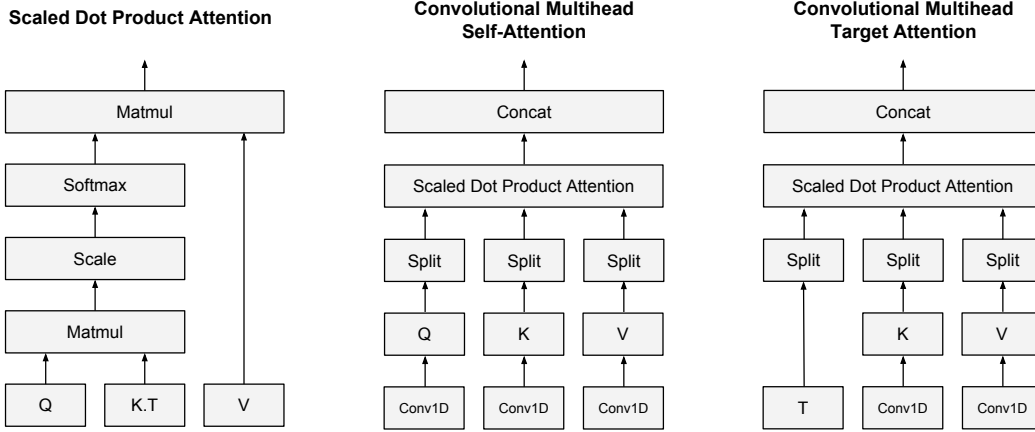 Scaled Dot Product Attention
Matmul
Softmax
Scale
Matmul
Q
K.T
V
Convolutional Multihead
Self-Attention
Concat
Scaled Dot Product Attention
Split
Split
Split
Q
K
V
Conv1D
Conv1D
Conv1D
Convolutional Multihead
Target Attention
Concat
Scaled Dot Product Attention
Split
Split
Split
K
V
T
Conv1D
Conv1D